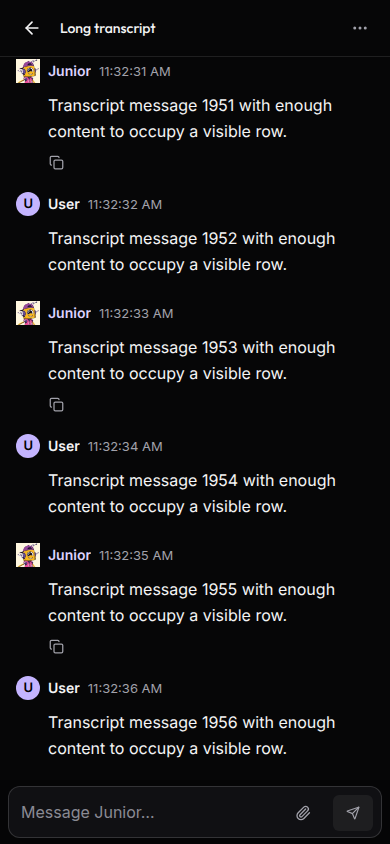 Long transcript
Junior 11:32:31 AM
Transcript message 1951 with enough
content to occupy a visible row.
U User 11:32:32 AM
Transcript message 1952 with enough
content to occupy a visible row.
Junior 11:32:33 AM
Transcript message 1953 with enough
content to occupy a visible row.
U User 11:32:34 AM
Transcript message 1954 with enough
content to occupy a visible row.
Junior 11:32:35 AM
Transcript message 1955 with enough
content to occupy a visible row.
U User 11:32:36 AM
Transcript message 1956 with enough
content to occupy a visible row.
Message Junior...